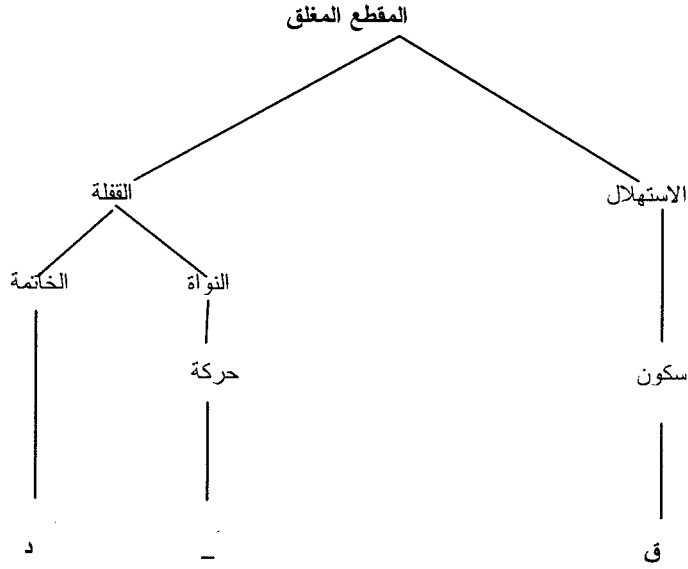 المقطع المغلق
الاستهلال القفلة
النواة الخاتمة
سكون حركة
ق ـَ د